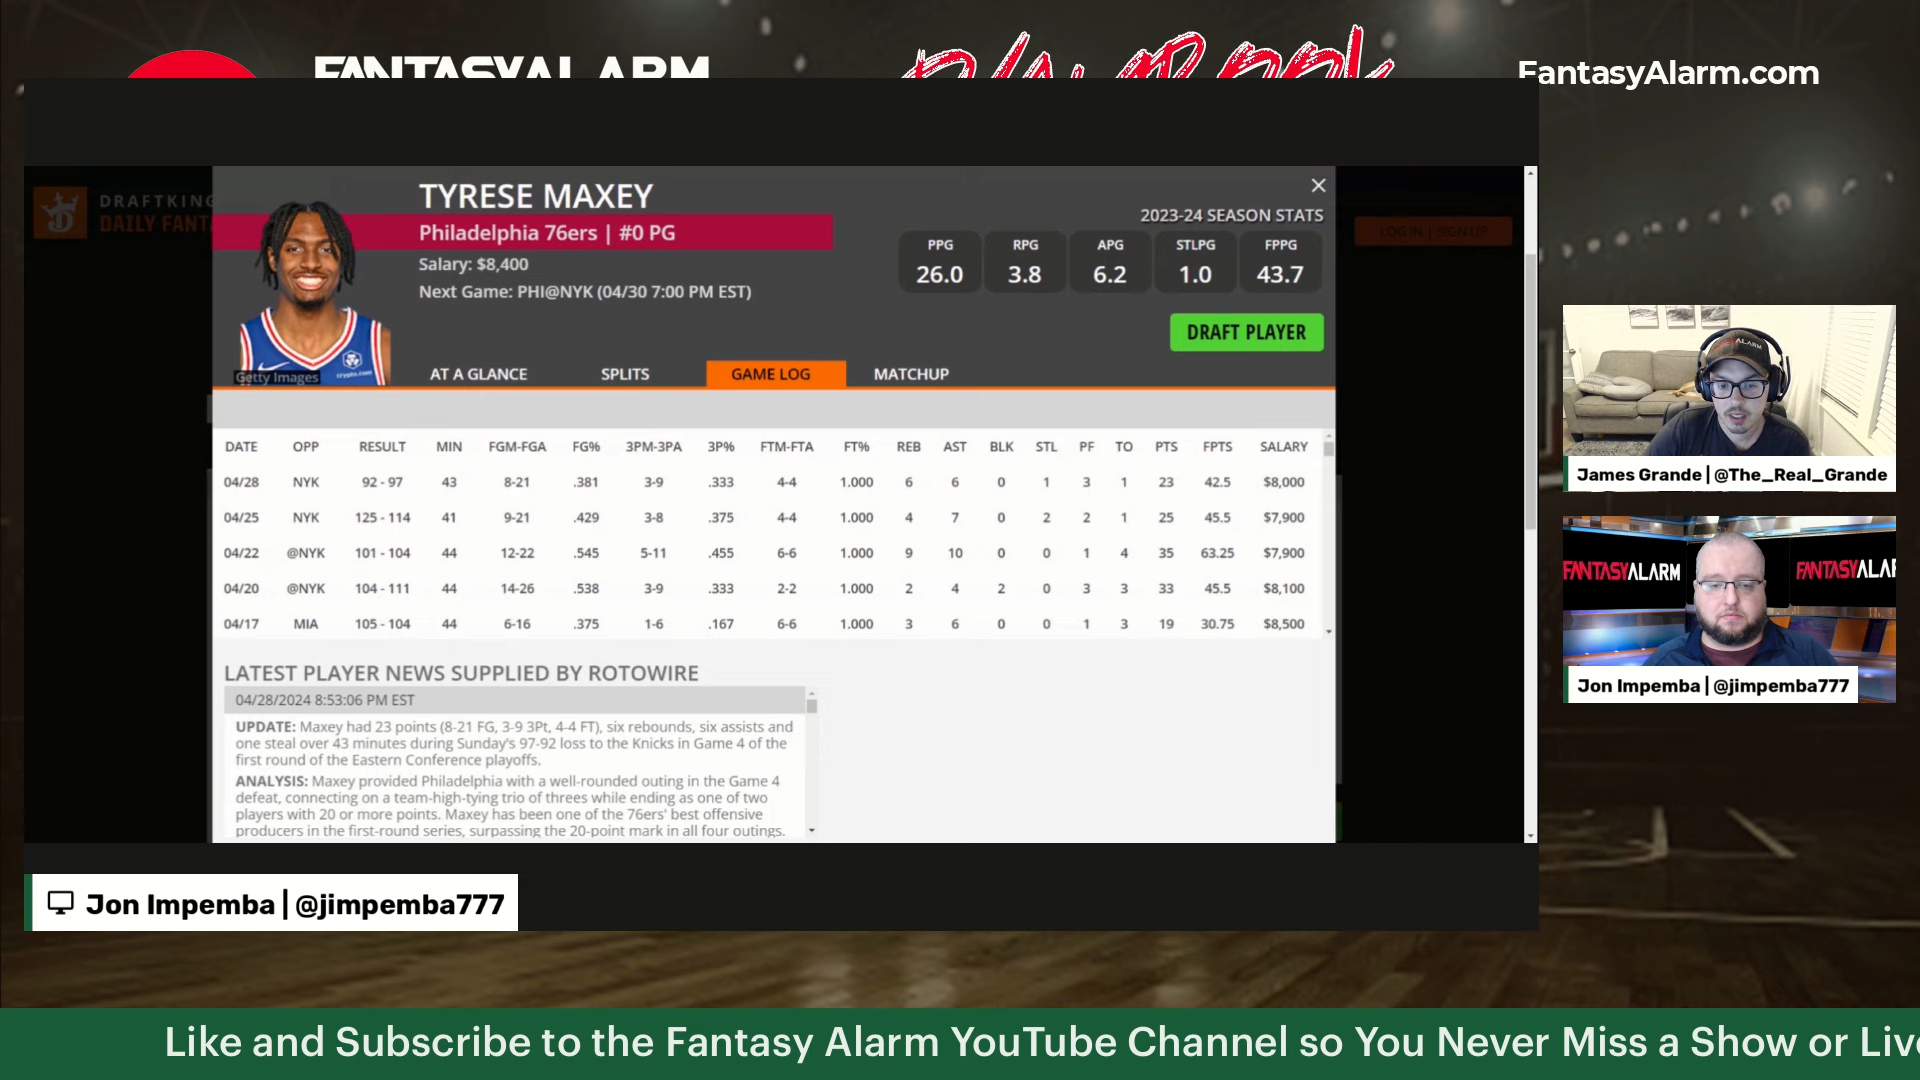 FANTASYALARM
PLAYBOOK
FantasyAlarm.com
DRAFTKING
DAILY FANT
LOG IN | SIGN UP
TYRESE MAXEY
Philadelphia 76ers | #0 PG
Salary: $8,400
Next Game: PHI@NYK (04/30 7:00 PM EST)
2023-24 SEASON STATS
PPG RPG APG STLPG FPPG
26.0 3.8 6.2 1.0 43.7
DRAFT PLAYER
Getty Images
crypto.com
AT A GLANCE SPLITS GAME LOG MATCHUP
DATE OPP RESULT MIN FGM-FGA FG% 3PM-3PA 3P% FTM-FTA FT% REB AST BLK STL PF TO PTS FPTS SALARY
04/28 NYK 92 - 97 43 8-21 .381 3-9 .333 4-4 1.000 6 6 0 1 3 1 23 42.5 $8,000
04/25 NYK 125 - 114 41 9-21 .429 3-8 .375 4-4 1.000 4 7 0 2 2 1 25 45.5 $7,900
04/22 @NYK 101 - 104 44 12-22 .545 5-11 .455 6-6 1.000 9 10 0 0 1 4 35 63.25 $7,900
04/20 @NYK 104 - 111 44 14-26 .538 3-9 .333 2-2 1.000 2 4 2 0 3 3 33 45.5 $8,100
04/17 MIA 105 - 104 44 6-16 .375 1-6 .167 6-6 1.000 3 6 0 0 1 3 19 30.75 $8,500
LATEST PLAYER NEWS SUPPLIED BY ROTOWIRE
04/28/2024 8:53:06 PM EST
UPDATE: Maxey had 23 points (8-21 FG, 3-9 3Pt, 4-4 FT), six rebounds, six assists and
one steal over 43 minutes during Sunday's 97-92 loss to the Knicks in Game 4 of the
first round of the Eastern Conference playoffs.
ANALYSIS: Maxey provided Philadelphia with a well-rounded outing in the Game 4
defeat, connecting on a team-high-tying trio of threes while ending as one of two
players with 20 or more points. Maxey has been one of the 76ers' best offensive
producers in the first-round series, surpassing the 20-point mark in all four outings.
ALARM
James Grande | @The_Real_Grande
FANTASYALARM
FANTASYALAR
Jon Impemba | @jimpemba777
Jon Impemba | @jimpemba777
Like and Subscribe to the Fantasy Alarm YouTube Channel so You Never Miss a Show or Live